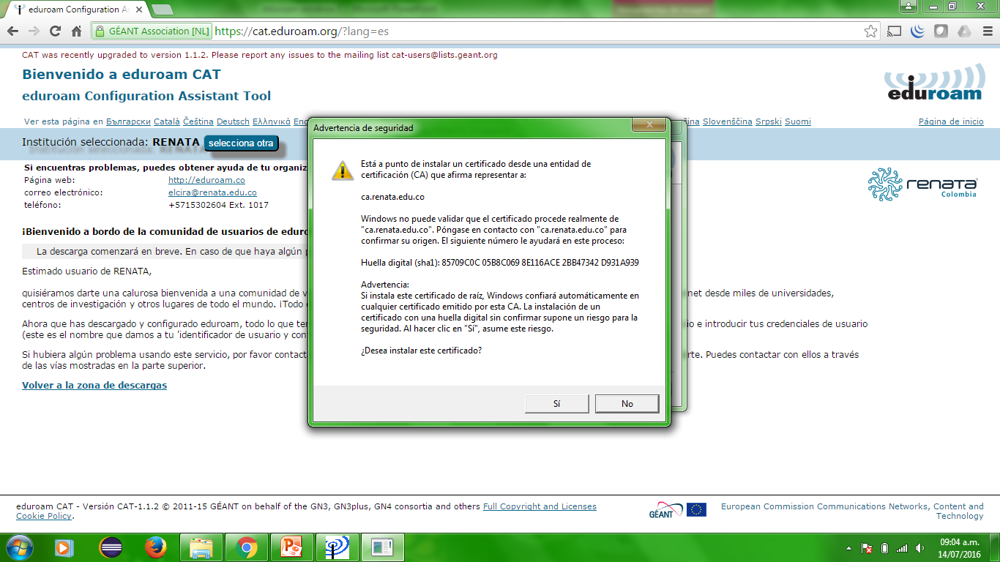 eduroam Configuration A
GÉANT Association [NL]
https://cat.eduroam.org/?lang=es
CAT was recently upgraded to version 1.1.2. Please report any issues to the mailing list cat-users@lists.geant.org
Bienvenido a eduroam CAT
eduroam Configuration Assistant Tool
eduroam
Ver esta página en Български Català Čeština Deutsch Ελληνικά Slovenščina Srpski Suomi
Página de inicio
Institución seleccionada: RENATA selecciona otra
Si encuentras problemas, puedes obtener ayuda de tu
Página web: http://eduroam.co
correo electrónico: elcira@renata.edu.co
teléfono: +5715302604 Ext. 1017
renata
Colombia
¡Bienvenido a bordo de la comunidad de usuarios de
La descarga comenzará en breve. En caso de que haya algún
Estimado usuario de RENATA,
quisiéramos darte una calurosa bienvenida a una comunidad de net desde miles de universidades,
centros de investigación y otros lugares de todo el mundo. ¡Todo
Ahora que has descargado y configurado eduroam, todo lo que e introducir tus credenciales de usuario
(este es el nombre que damos a tu 'identificador de usuario y
Si hubiera algún problema usando este servicio, por favor Puedes contactar con ellos a través
de las vías mostradas en la parte superior.
Volver a la zona de descargas
Advertencia de seguridad
Está a punto de instalar un certificado desde una entidad de
certificación (CA) que afirma representar a:
ca.renata.edu.co
Windows no puede validar que el certificado procede realmente de
"ca.renata.edu.co". Póngase en contacto con "ca.renata.edu.co" para
confirmar su origen. El siguiente número le ayudará en este proceso:
Huella digital (sha1): 85709C0C 05B8C069 8E116ACE 2BB47342 D931A939
Advertencia:
Si instala este certificado de raíz, Windows confiará automáticamente en
cualquier certificado emitido por esta CA. La instalación de un
certificado con una huella digital sin confirmar supone un riesgo para la
seguridad. Al hacer clic en "Sí", asume este riesgo.
¿Desea instalar este certificado?
Sí
No
eduroam CAT - Versión CAT-1.1.2 © 2011-15 GÉANT on behalf of the GN3, GN3plus, GN4 consortia and others Full Copyright and Licenses
Cookie Policy.
GÉANT
European Commission Communications Networks, Content and
Technology
09:04 a.m.
14/07/2016